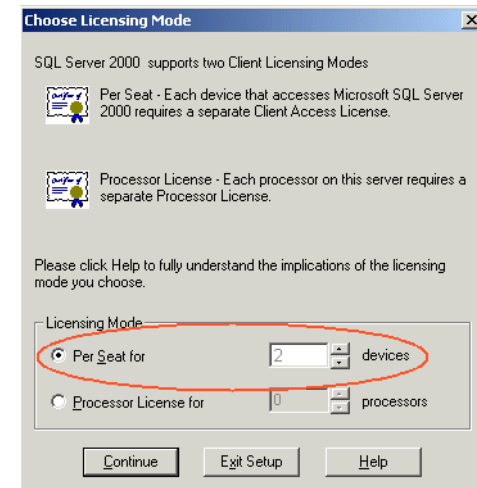 Choose Licensing Mode
SQL Server 2000  supports two Client Licensing Modes
Per Seat - Each device that accesses Microsoft SQL Server
2000 requires a separate Client Access License.
Processor License - Each processor on this server requires a
separate Processor License.
Please click Help to fully understand the implications of the licensing
mode you choose.
Licensing Mode
Per Seat for 2 devices
Processor License for 0 processors
Continue Exit Setup Help